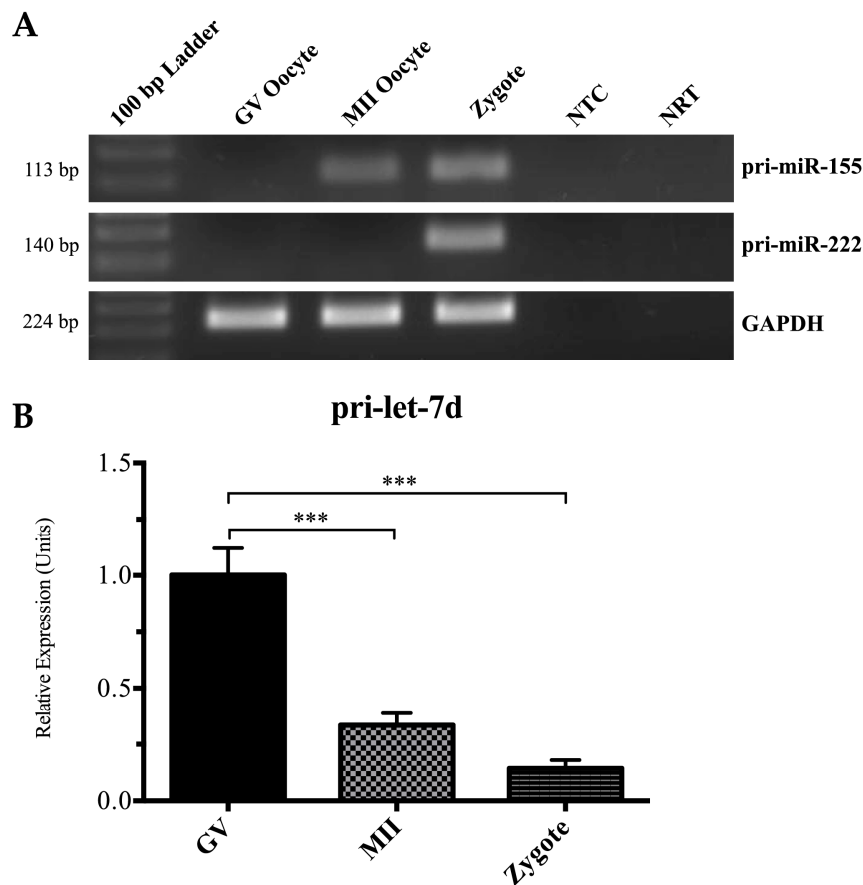 A
100 bp Ladder
GV Oocyte
MII Oocyte
Zygote
NTC
NRT
113 bp
pri-miR-155
140 bp
pri-miR-222
224 bp
GAPDH
B
pri-let-7d
Relative Expression (Units)
1.5
1.0
0.5
0.0
***
***
GV
MII
Zygote